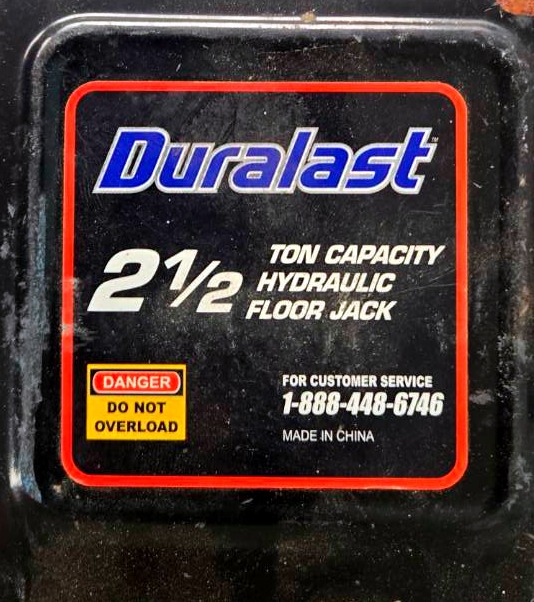 Duralast™
2½ TON CAPACITY
HYDRAULIC
FLOOR JACK
DANGER
DO NOT
OVERLOAD
FOR CUSTOMER SERVICE
1-888-448-6746
MADE IN CHINA